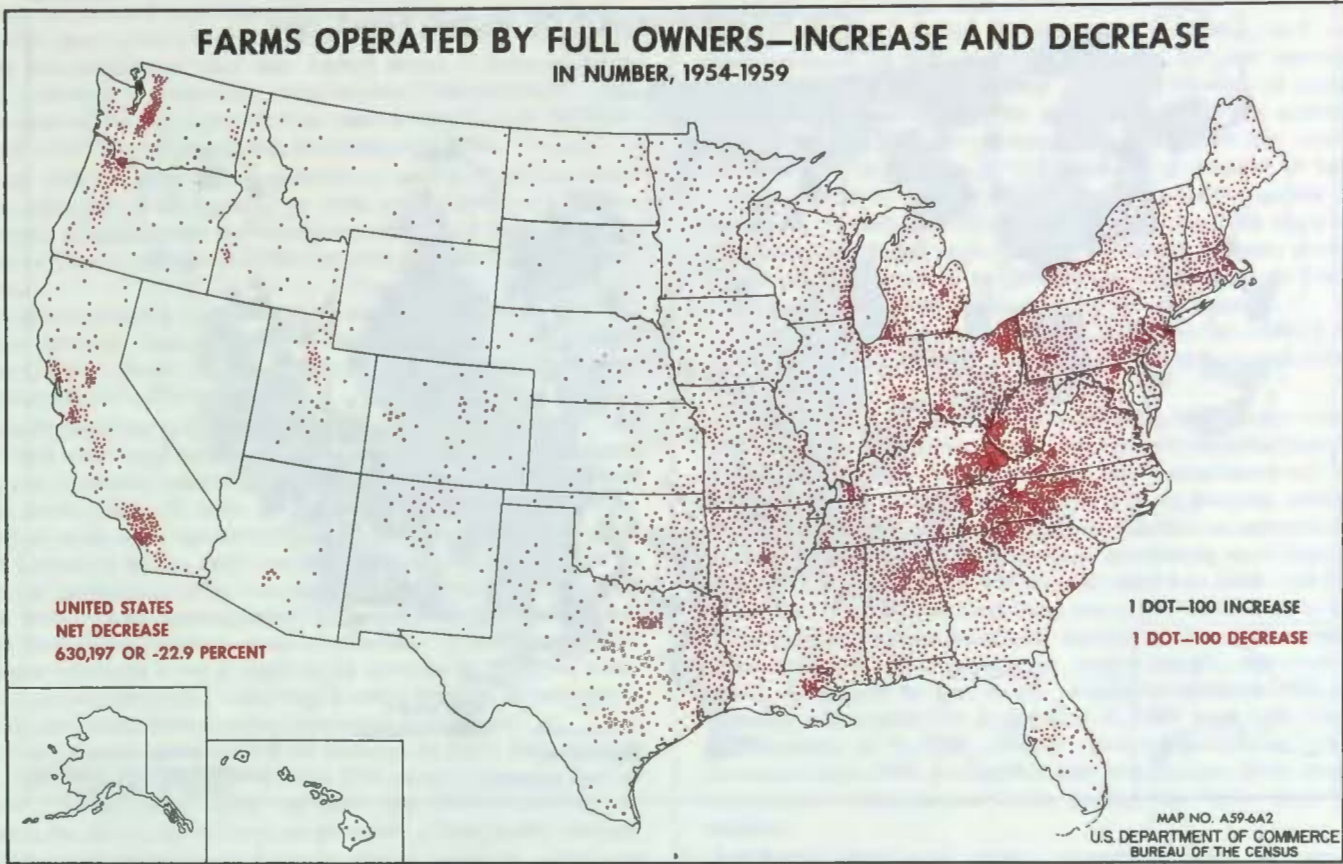 FARMS OPERATED BY FULL OWNERS—INCREASE AND DECREASE
IN NUMBER, 1954-1959
UNITED STATES
NET DECREASE
630,197 OR -22.9 PERCENT
1 DOT—100 INCREASE
1 DOT—100 DECREASE
MAP NO. A59-6A2
U.S. DEPARTMENT OF COMMERCE
BUREAU OF THE CENSUS